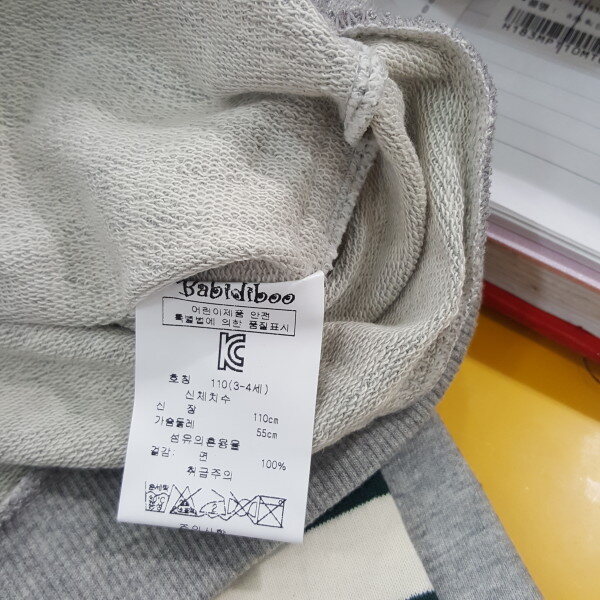 Babidiboo
어린이제품 안전
특별법에 의한 품질표시
호칭 110(3-4세)
신체치수
신 장 110cm
가슴둘레 55cm
섬유의혼용율
겉감: 면 100%
취급주의